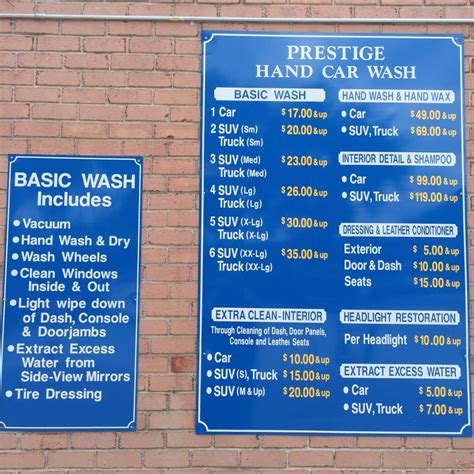 BASIC WASH
Includes
• Vacuum
• Hand Wash & Dry
• Wash Wheels
• Clean Windows
Inside & Out
• Light wipe down
of Dash, Console
& Doorjambs
• Extract Excess
Water from
Side-View Mirrors
• Tire Dressing
PRESTIGE
HAND CAR WASH
BASIC WASH
1 Car $17.00 & up
2 SUV (Sm) $20.00 & up
Truck (Sm)
3 SUV (Med) $23.00 & up
Truck (Med)
4 SUV (Lg) $26.00 & up
Truck (Lg)
5 SUV (X-Lg) $30.00 & up
Truck (X-Lg)
6 SUV (XX-Lg) $35.00 & up
Truck (XX-Lg)
EXTRA CLEAN-INTERIOR
Through Cleaning of Dash, Door Panels,
Console and Leather Seats
• Car $10.00 & up
• SUV (S), Truck $15.00 & up
• SUV (M & Up) $20.00 & up
HAND WASH & HAND WAX
• Car $49.00 & up
• SUV, Truck $69.00 & up
INTERIOR DETAIL & SHAMPOO
• Car $99.00 & up
• SUV, Truck $119.00 & up
DRESSING & LEATHER CONDITIONER
Exterior $5.00 & up
Door & Dash $10.00 & up
Seats $15.00 & up
HEADLIGHT RESTORATION
Per Headlight $10.00 & up
EXTRACT EXCESS WATER
• Car $5.00 & up
• SUV, Truck $7.00 & up